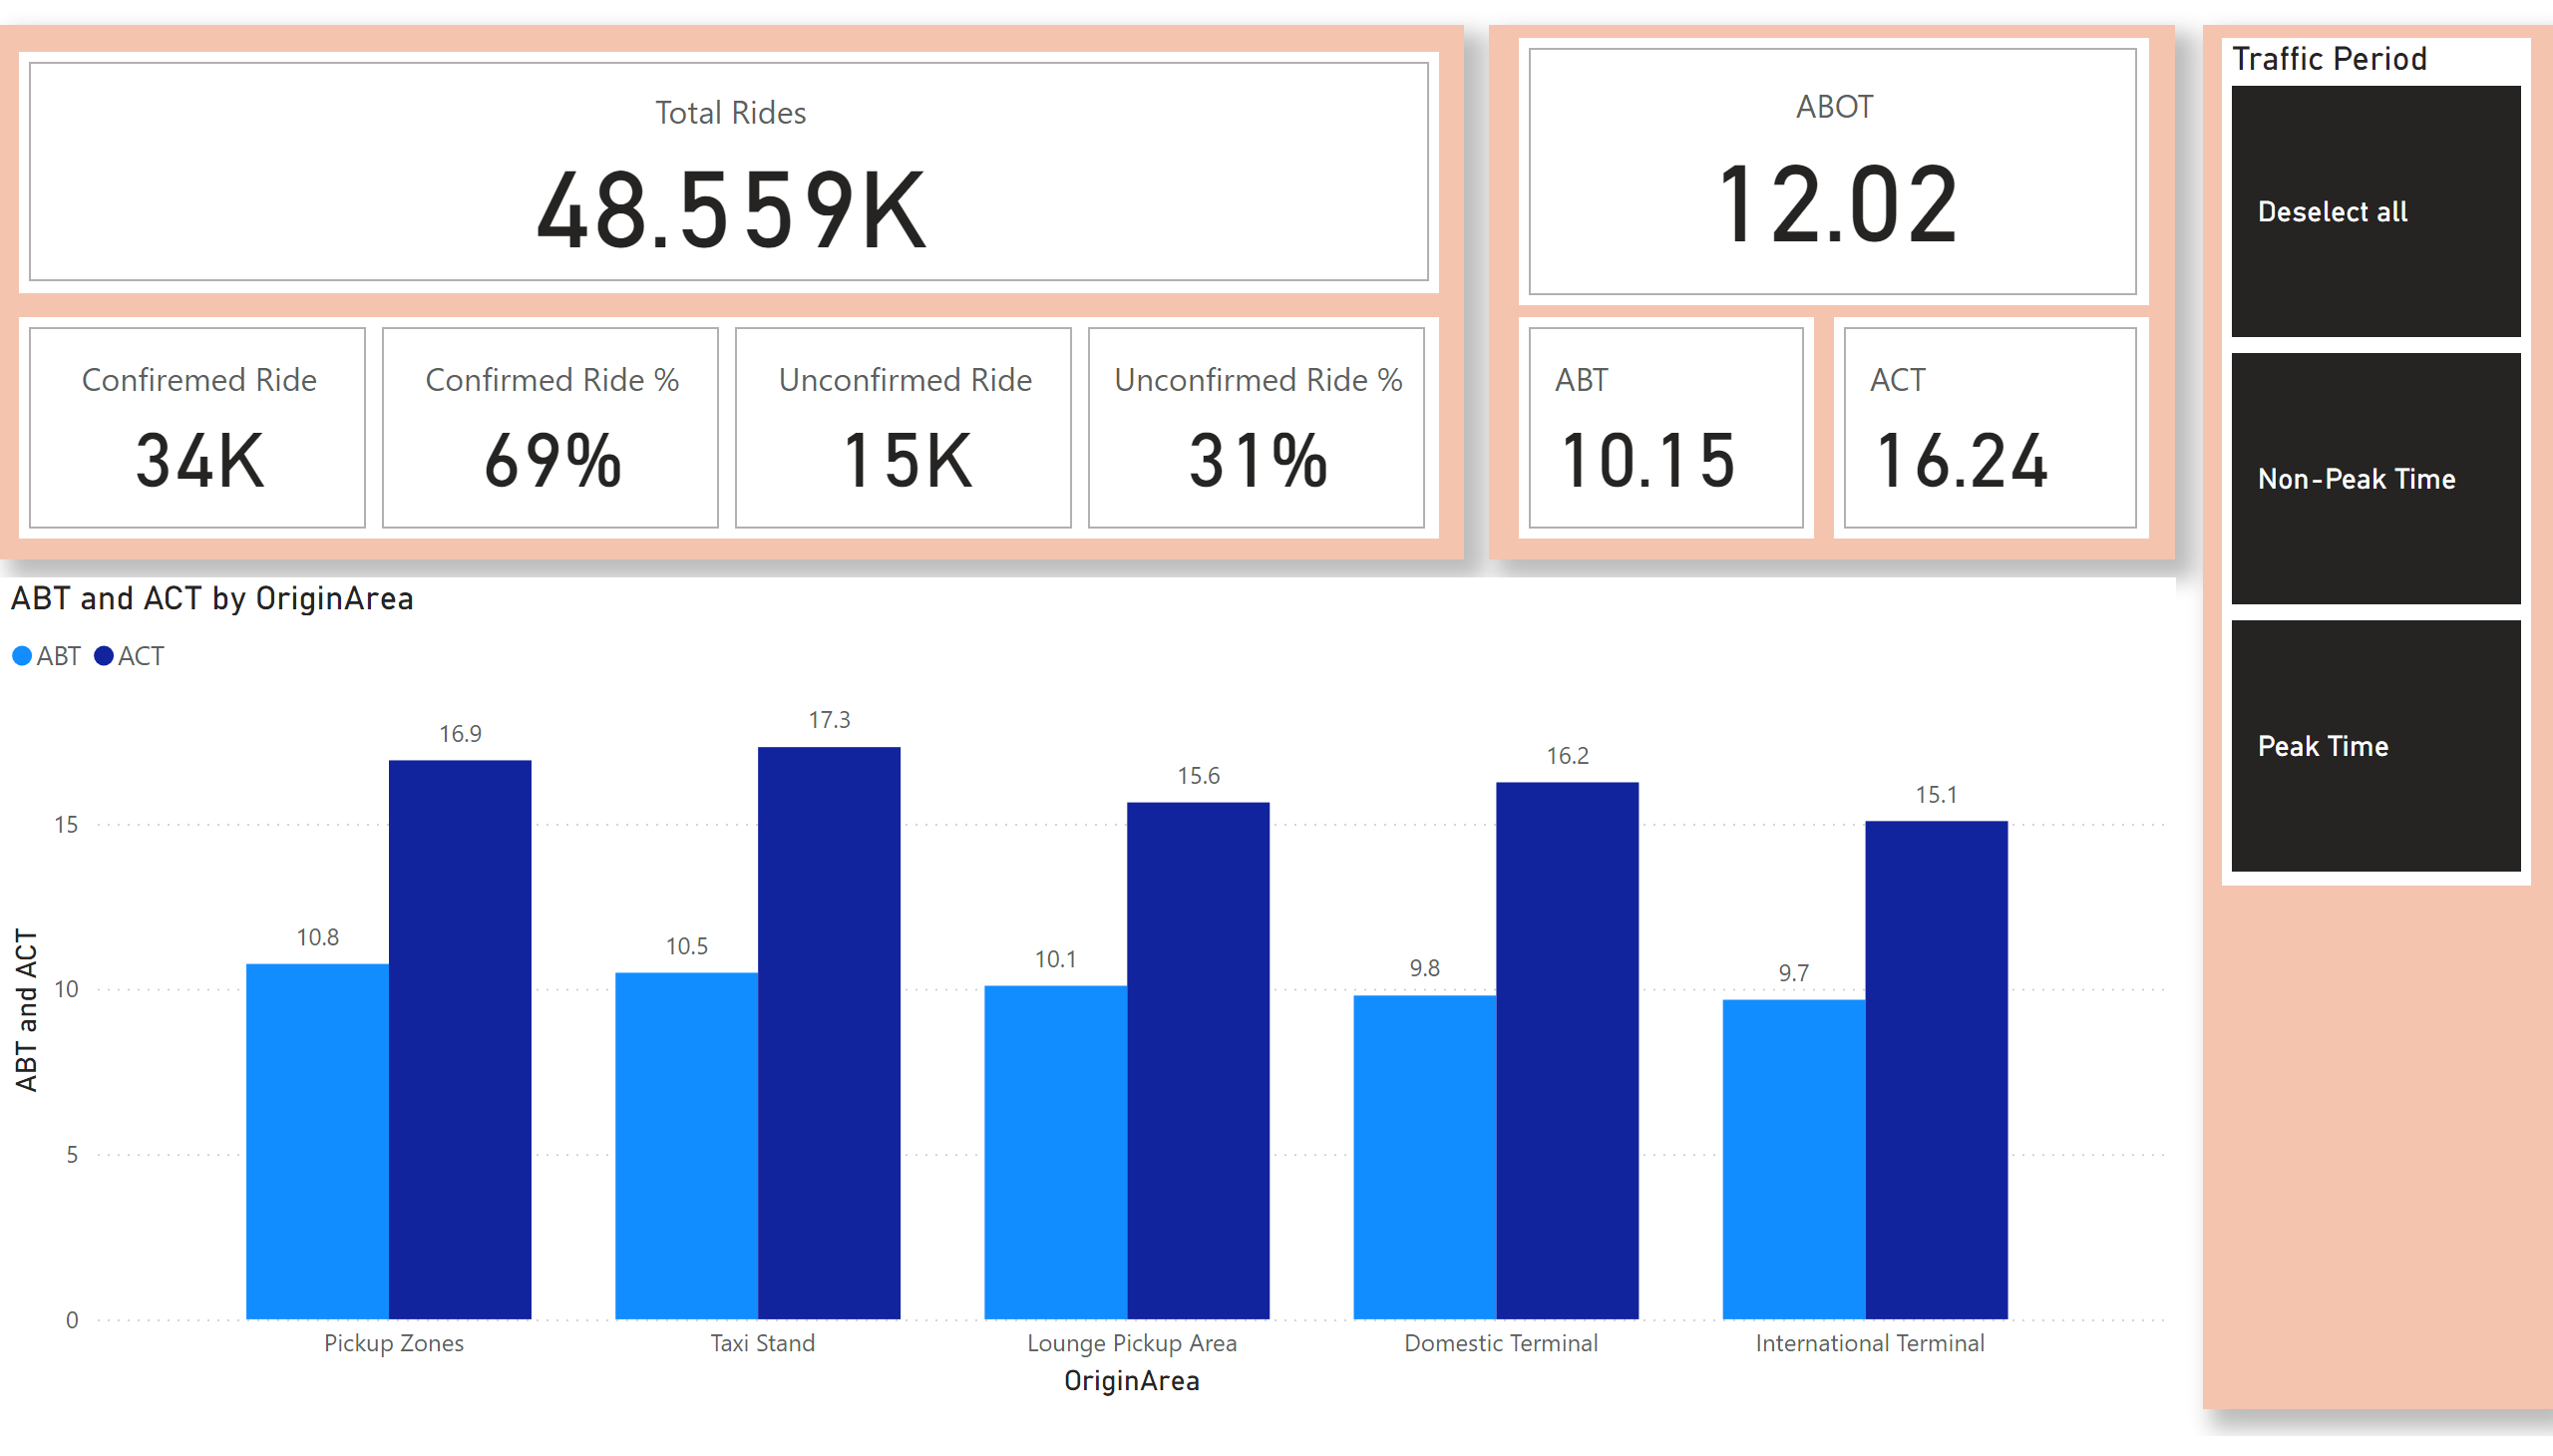 Total Rides
48.559K
Confiremed Ride
34K
Confirmed Ride %
69%
Unconfirmed Ride
15K
Unconfirmed Ride %
31%
ABOT
12.02
ABT
10.15
ACT
16.24
Traffic Period
Deselect all
Non-Peak Time
Peak Time
ABT and ACT by OriginArea
ABT ACT
16.9
17.3
15.6
16.2
15.1
10.8
10.5
10.1
9.8
9.7
15
10
5
0
ABT and ACT
Pickup Zones
Taxi Stand
Lounge Pickup Area
Domestic Terminal
International Terminal
OriginArea